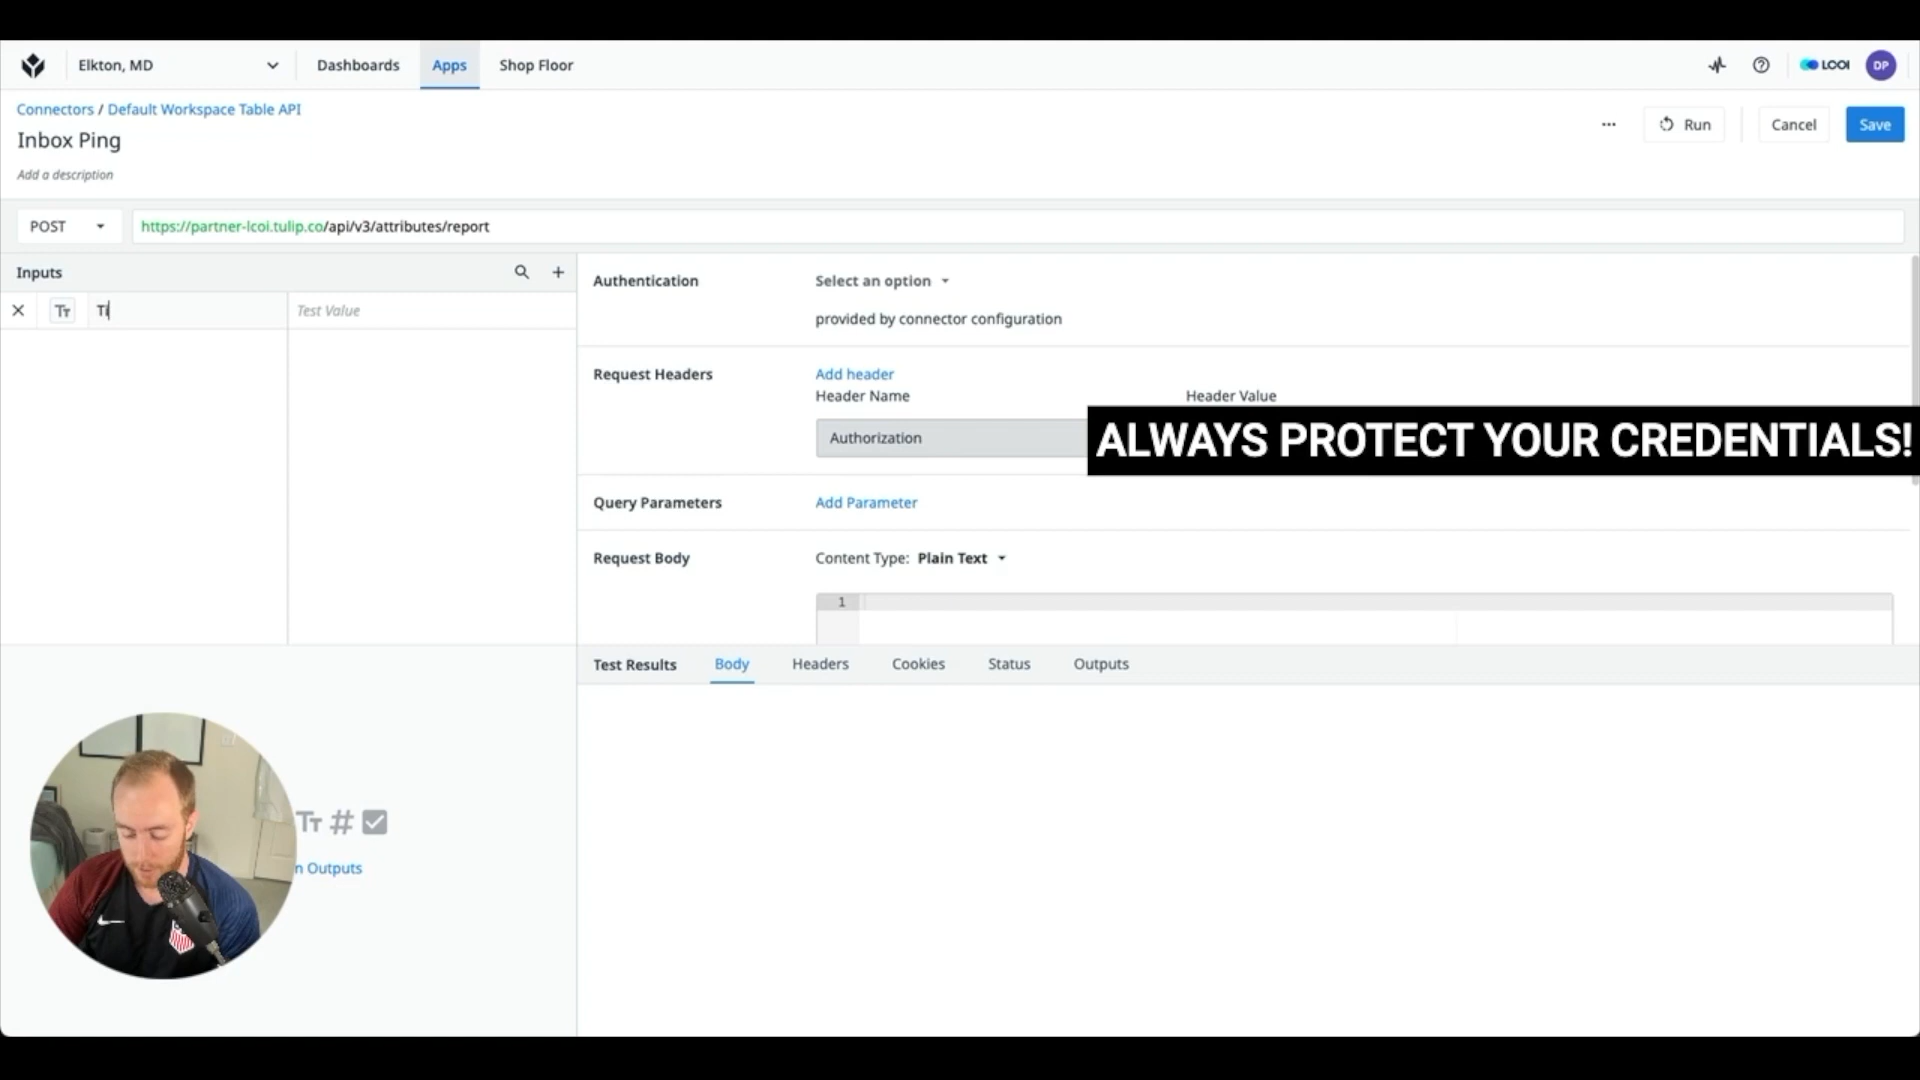 Elkton, MD
Dashboards
Apps
Shop Floor
LCOI
DP
Connectors / Default Workspace Table API
Inbox Ping
Add a description
Run
Cancel
Save
POST
https://partner-lcoi.tulip.co/api/v3/attributes/report
Inputs
Ti
Test Value
Authentication
Select an option
provided by connector configuration
Request Headers
Add header
Header Name
Header Value
Authorization
ALWAYS PROTECT YOUR CREDENTIALS!
Query Parameters
Add Parameter
Request Body
Content Type: Plain Text
1
Test Results
Body
Headers
Cookies
Status
Outputs
n Outputs